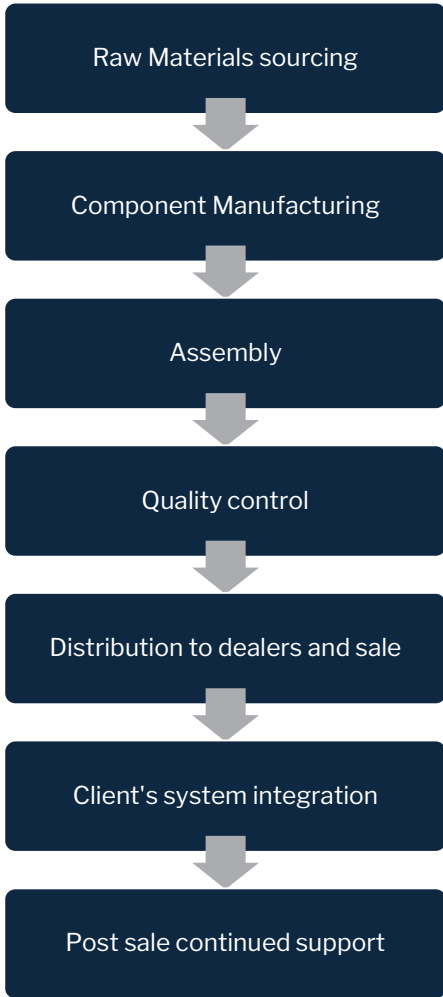 Raw Materials sourcing
Component Manufacturing
Assembly
Quality control
Distribution to dealers and sale
Client's system integration
Post sale continued support